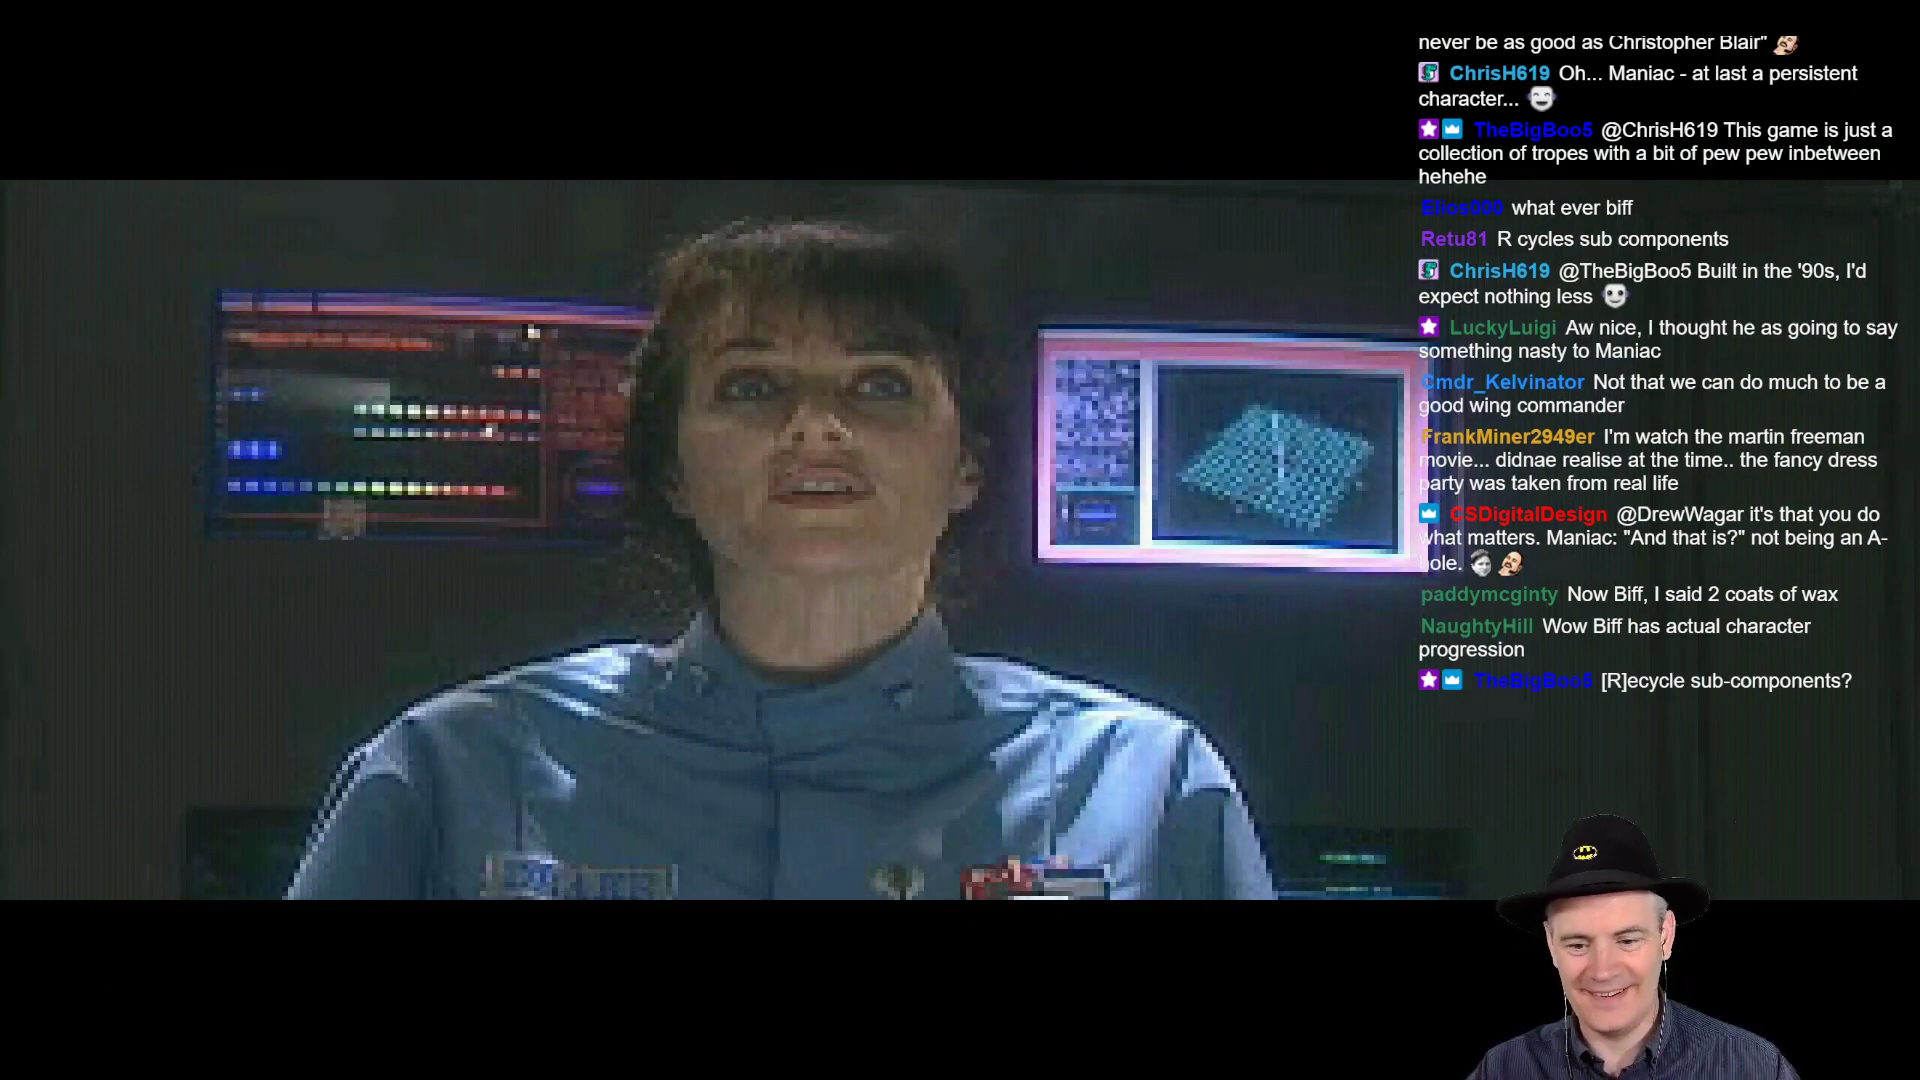 never be as good as Christopher Blair"
ChrisH619 Oh... Maniac - at last a persistent
character...
TheBigBoo5 @ChrisH619 This game is just a
collection of tropes with a bit of pew pew inbetween
hehehe
Elios000 what ever biff
Retu81 R cycles sub components
ChrisH619 @TheBigBoo5 Built in the '90s, I'd
expect nothing less
LuckyLuigi Aw nice, I thought he as going to say
something nasty to Maniac
Cmdr_Kelvinator Not that we can do much to be a
good wing commander
FrankMiner2949er I'm watch the martin freeman
movie... didnae realise at the time.. the fancy dress
party was taken from real life
CSDigitalDesign @DrewWagar it's that you do
what matters. Maniac: "And that is?" not being an A-
hole.
paddymcginty Now Biff, I said 2 coats of wax
NaughtyHill Wow Biff has actual character
progression
TheBigBoo5 [R]ecycle sub-components?